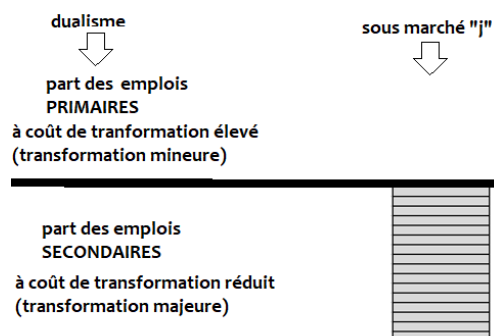 dualisme
sous marché "j"
part des emplois
PRIMAIRES
à coût de tranformation élevé
(transformation mineure)
part des emplois
SECONDAIRES
à coût de transformation réduit
(transformation majeure)